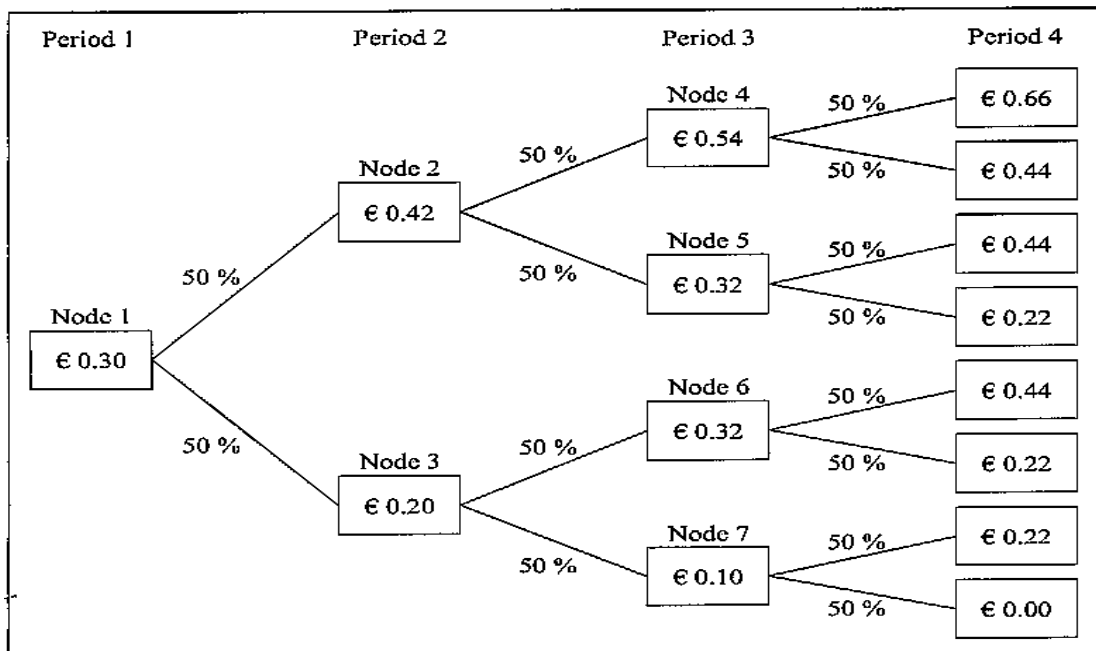 Period 1 Period 2 Period 3 Period 4
Node 4 50 % € 0.66
50 % € 0.54
Node 2 50 % € 0.44
€ 0.42
Node 5 50 % € 0.44
50 % 50 % € 0.32
Node 1 50 % € 0.22
€ 0.30
Node 6 50 % € 0.44
50 % 50 % € 0.32
Node 3 50 % € 0.22
€ 0.20
Node 7 50 % € 0.22
50 % € 0.10
50 % € 0.00